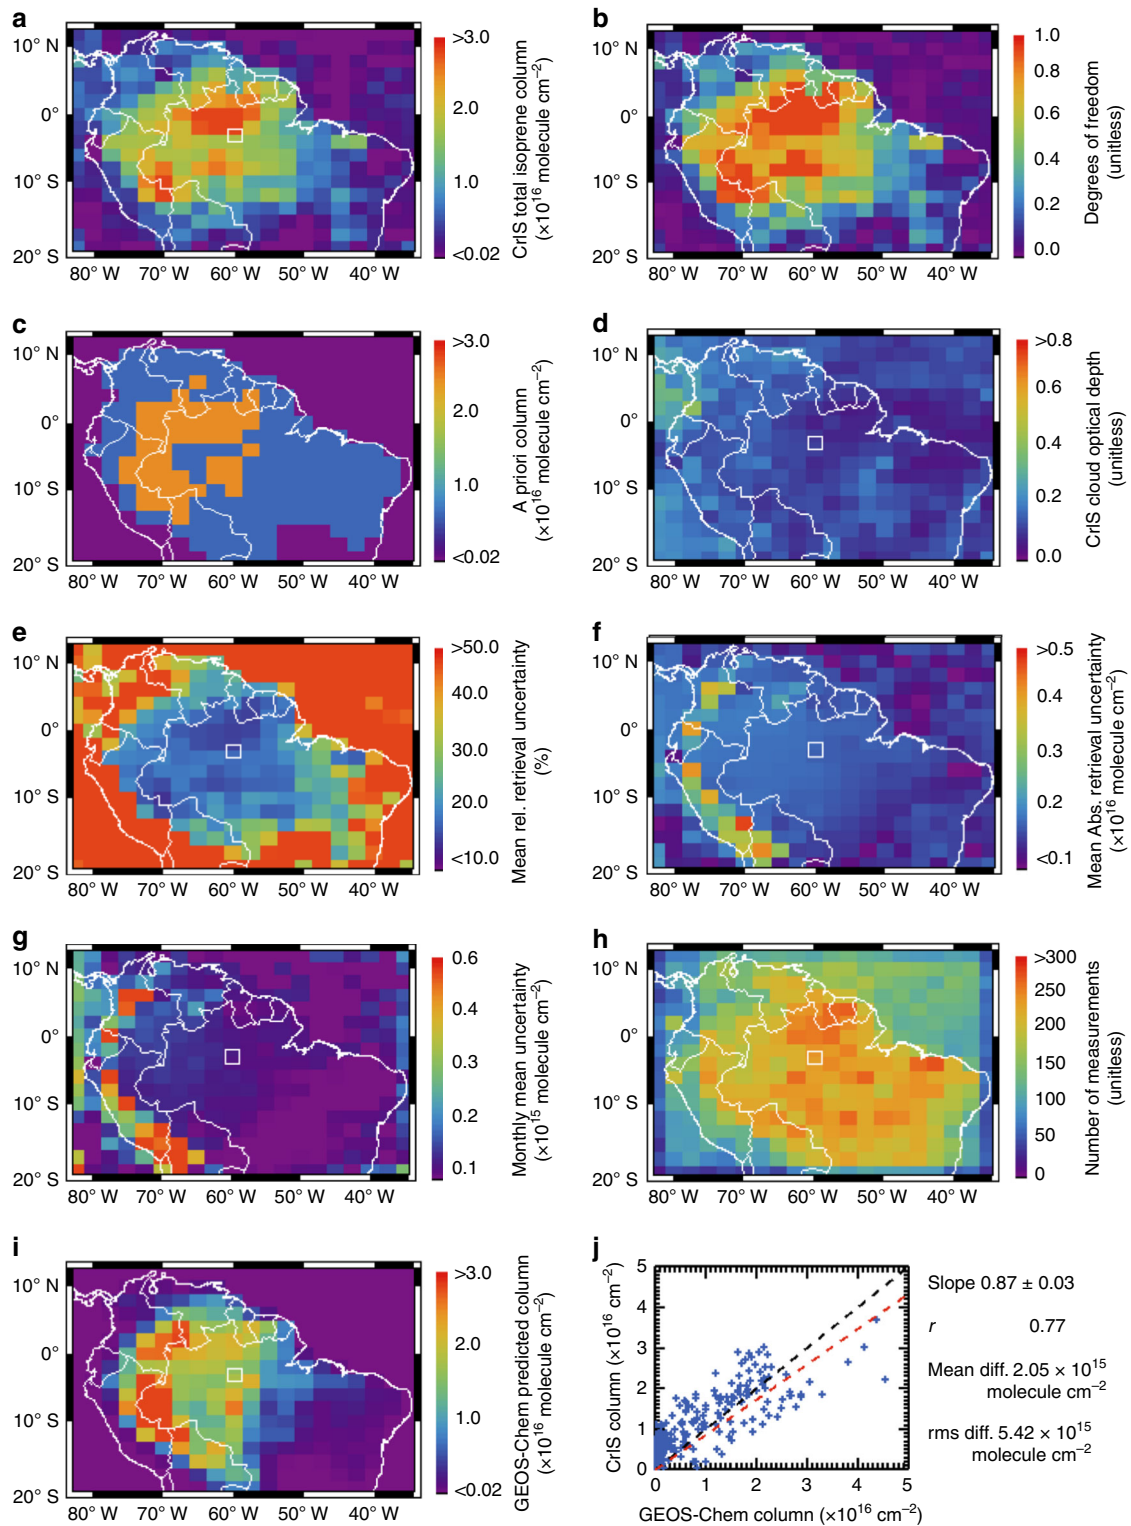 a
10° N
0°
10° S
20° S
80° W 70° W 60° W 50° W 40° W
>3.0
2.0
1.0
<0.02
CrIS total isoprene column
(×10¹⁶ molecule cm⁻²)
b
10° N
0°
10° S
20° S
80° W 70° W 60° W 50° W 40° W
1.0
0.8
0.6
0.4
0.2
0.0
Degrees of freedom
(unitless)
c
10° N
0°
10° S
20° S
80° W 70° W 60° W 50° W 40° W
>3.0
2.0
1.0
<0.02
A priori column
(×10¹⁶ molecule cm⁻²)
d
10° N
0°
10° S
20° S
80° W 70° W 60° W 50° W 40° W
>0.8
0.6
0.4
0.2
0.0
CrIS cloud optical depth
(unitless)
e
10° N
0°
10° S
20° S
80° W 70° W 60° W 50° W 40° W
>50.0
40.0
30.0
20.0
<10.0
Mean rel. retrieval uncertainty
(%)
f
10° N
0°
10° S
20° S
80° W 70° W 60° W 50° W 40° W
>0.5
0.4
0.3
0.2
<0.1
Mean Abs. retrieval uncertainty
(×10¹⁶ molecule cm⁻²)
g
10° N
0°
10° S
20° S
80° W 70° W 60° W 50° W 40° W
0.6
0.4
0.3
0.2
0.1
Monthly mean uncertainty
(×10¹⁵ molecule cm⁻²)
h
10° N
0°
10° S
20° S
80° W 70° W 60° W 50° W 40° W
>300
250
200
150
100
50
0
Number of measurements
(unitless)
i
10° N
0°
10° S
20° S
80° W 70° W 60° W 50° W 40° W
>3.0
2.0
1.0
<0.02
GEOS-Chem predicted column
(×10¹⁶ molecule cm⁻²)
j
5
4
3
2
1
0
0 1 2 3 4 5
CrIS column (×10¹⁶ cm⁻²)
GEOS-Chem column (×10¹⁶ cm⁻²)
Slope 0.87 ± 0.03
r 0.77
Mean diff. 2.05 × 10¹⁵
molecule cm⁻²
rms diff. 5.42 × 10¹⁵
molecule cm⁻²